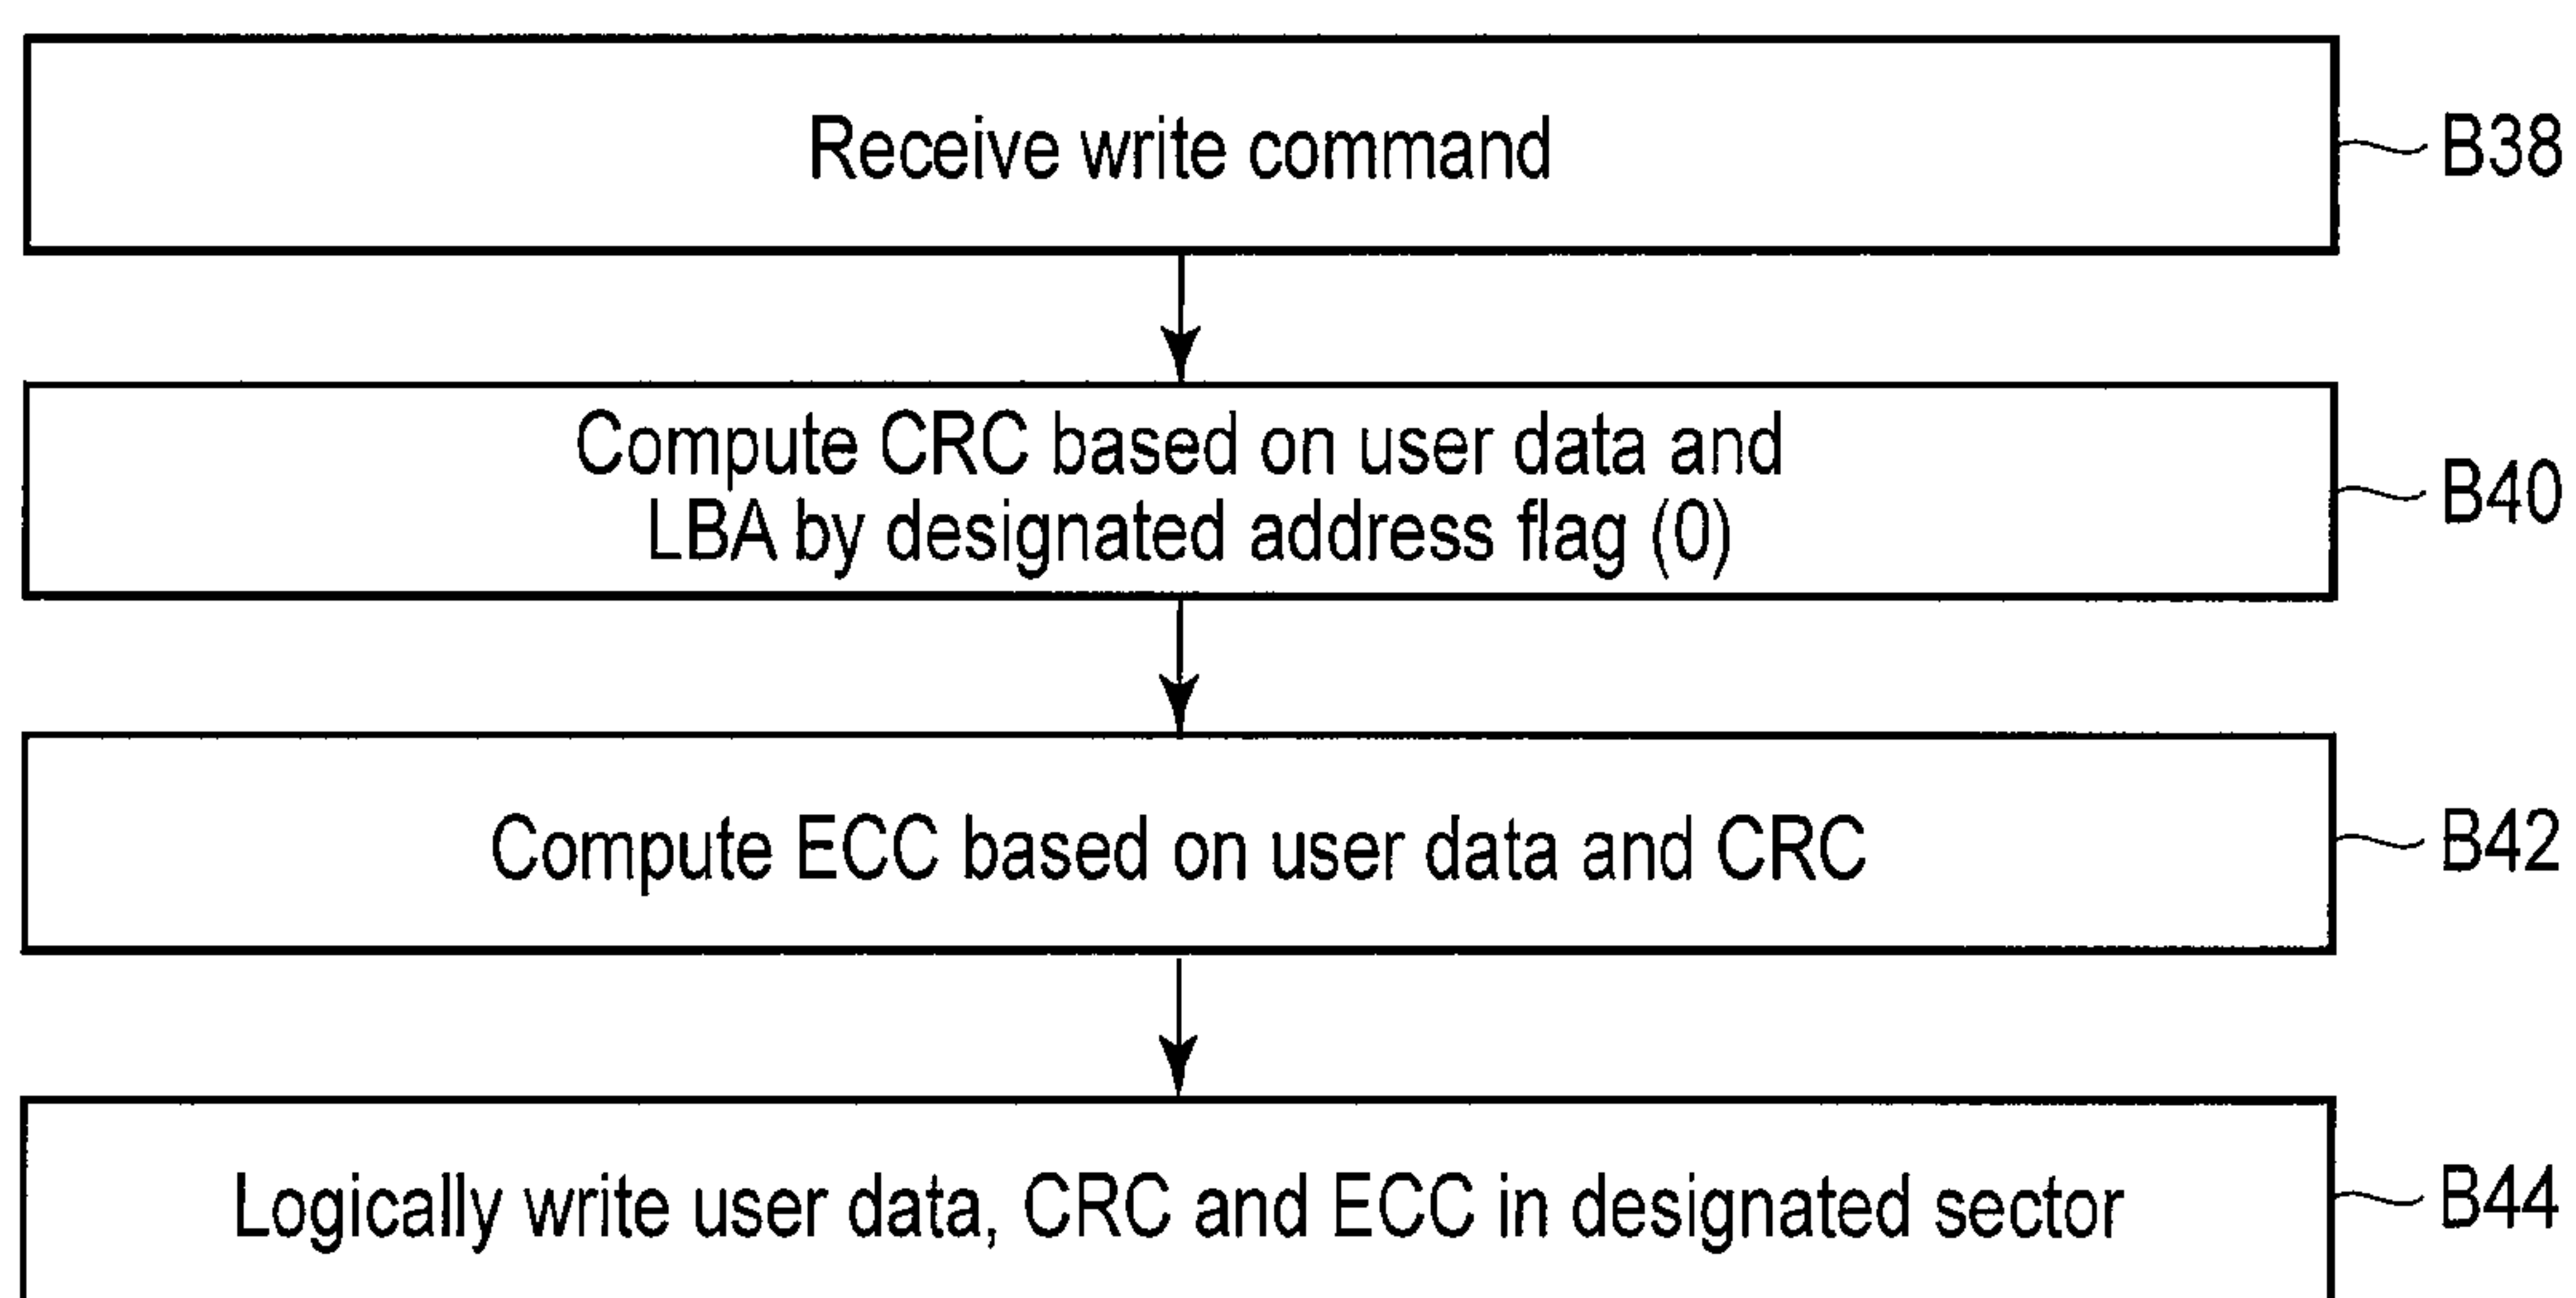 Receive write command
B38
Compute CRC based on user data and
LBA by designated address flag (0)
B40
Compute ECC based on user data and CRC
B42
Logically write user data, CRC and ECC in designated sector
B44